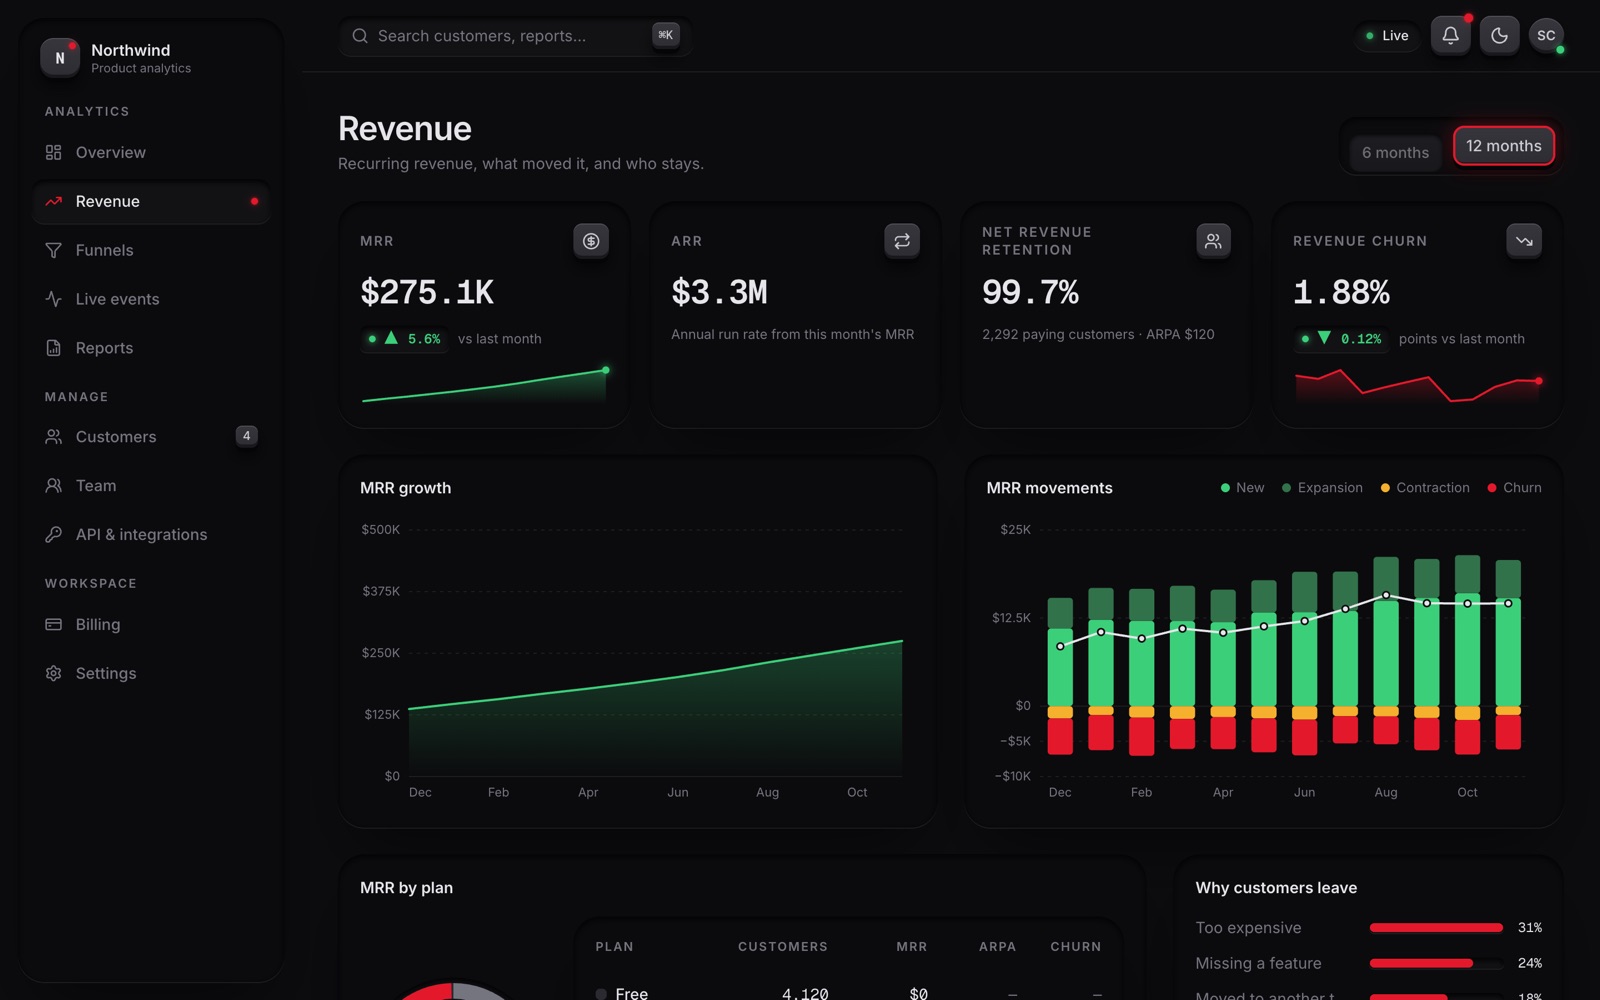 N
Northwind
Product analytics
ANALYTICS
Overview
Revenue
Funnels
Live events
Reports
MANAGE
Customers 4
Team
API & integrations
WORKSPACE
Billing
Settings
Search customers, reports... ⌘K
Live
SC
Revenue
Recurring revenue, what moved it, and who stays.
6 months 12 months
MRR
$275.1K
▲ 5.6% vs last month
ARR
$3.3M
Annual run rate from this month's MRR
NET REVENUE
RETENTION
99.7%
2,292 paying customers · ARPA $120
REVENUE CHURN
1.88%
▼ 0.12% points vs last month
MRR growth
$500K
$375K
$250K
$125K
$0
Dec Feb Apr Jun Aug Oct
MRR movements
New Expansion Contraction Churn
$25K
$12.5K
$0
−$5K
−$10K
Dec Feb Apr Jun Aug Oct
MRR by plan
PLAN CUSTOMERS MRR ARPA CHURN
Free 4,120 $0 — —
Why customers leave
Too expensive 31%
Missing a feature 24%
Moved to another t 18%